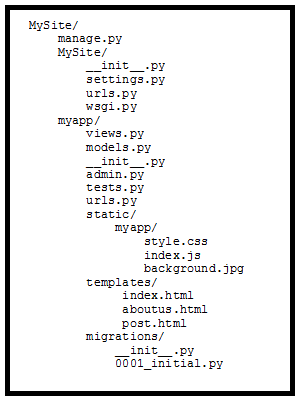 MySite/
manage.py
MySite/
__init__.py
settings.py
urls.py
wsgi.py
myapp/
views.py
models.py
__init__.py
admin.py
tests.py
urls.py
static/
myapp/
style.css
index.js
background.jpg
templates/
index.html
aboutus.html
post.html
migrations/
__init__.py
0001_initial.py